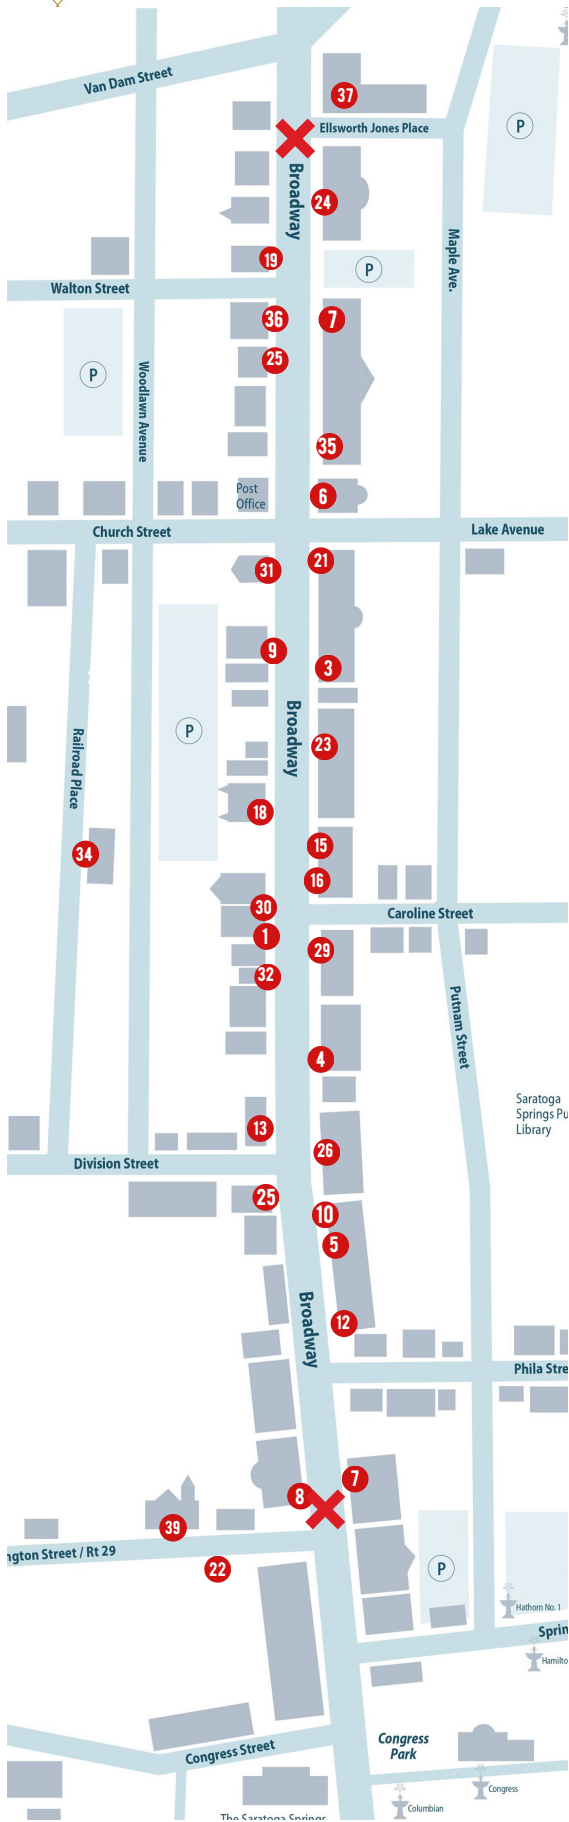 Van Dam Street
37
P
Ellsworth Jones Place
Broadway
24
Maple Ave.
19
P
Walton Street
36
7
25
P
Woodlawn Avenue
35
Post
Office
6
Church Street
Lake Avenue
21
31
9
3
Broadway
23
P
Railroad Place
18
15
34
16
30
Caroline Street
1
29
32
Putnam Street
4
Saratoga
Springs Pu
Library
13
26
Division Street
25
10
5
Broadway
12
Phila Stre
7
8
39
ngton Street / Rt 29
22
P
Hathorn No. 1
Sprin
Hamilto
Congress
Park
Congress Street
Congress
Columbian
The Saratoga Springs